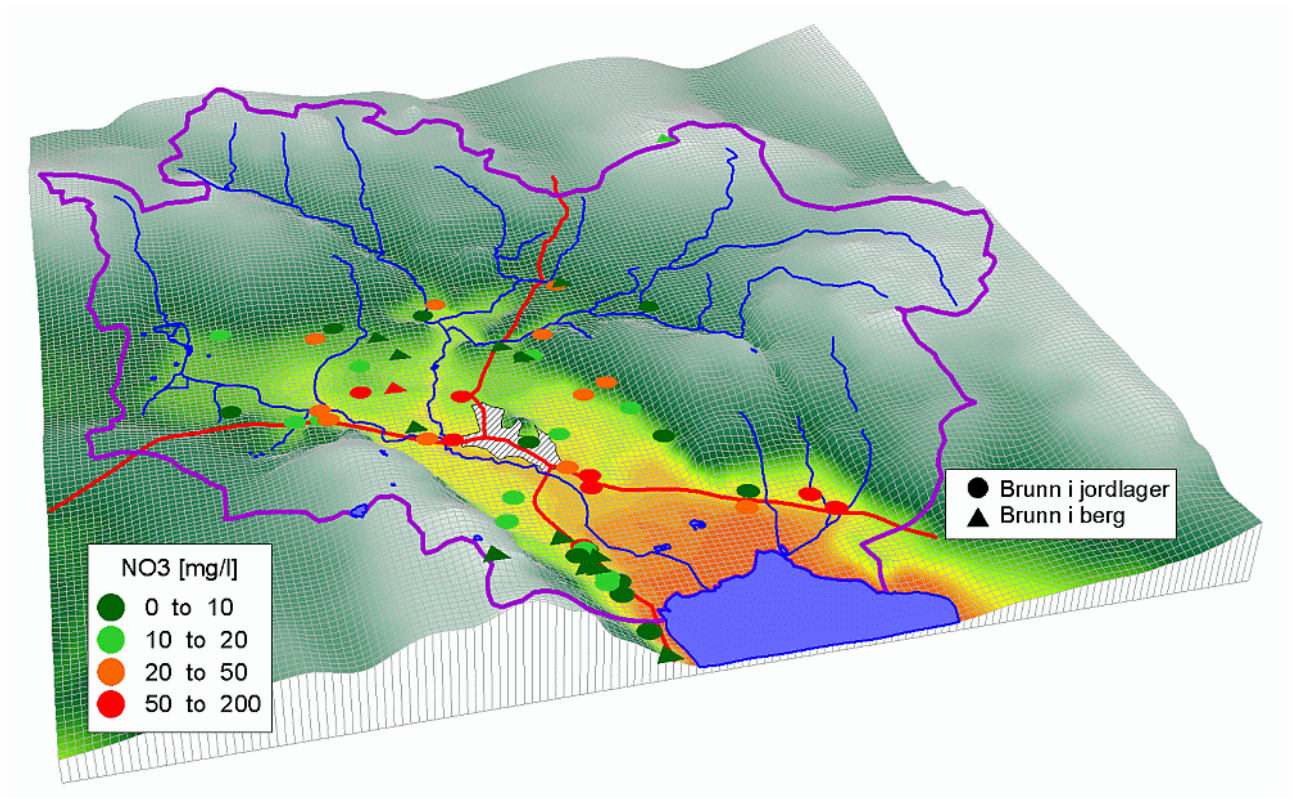 Brunn i jordlager
Brunn i berg
NO3 [mg/l]
0 to 10
10 to 20
20 to 50
50 to 200